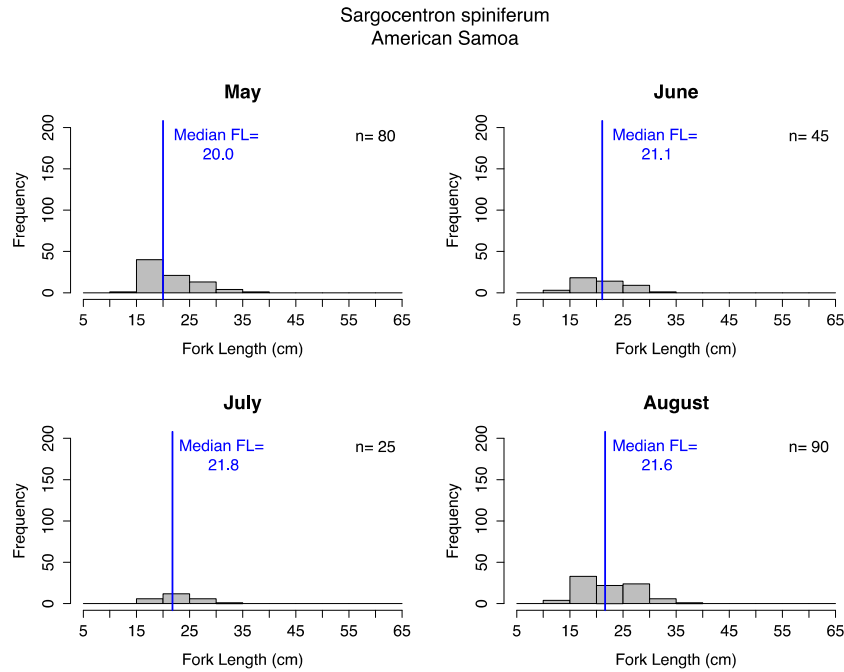 Sargocentron spiniferum
American Samoa
May
Median FL=
20.0
n= 80
Frequency
0
50
100
150
200
5 15 25 35 45 55 65
Fork Length (cm)
June
Median FL=
21.1
n= 45
Frequency
0
50
100
150
200
5 15 25 35 45 55 65
Fork Length (cm)
July
Median FL=
21.8
n= 25
Frequency
0
50
100
150
200
5 15 25 35 45 55 65
Fork Length (cm)
August
Median FL=
21.6
n= 90
Frequency
0
50
100
150
200
5 15 25 35 45 55 65
Fork Length (cm)